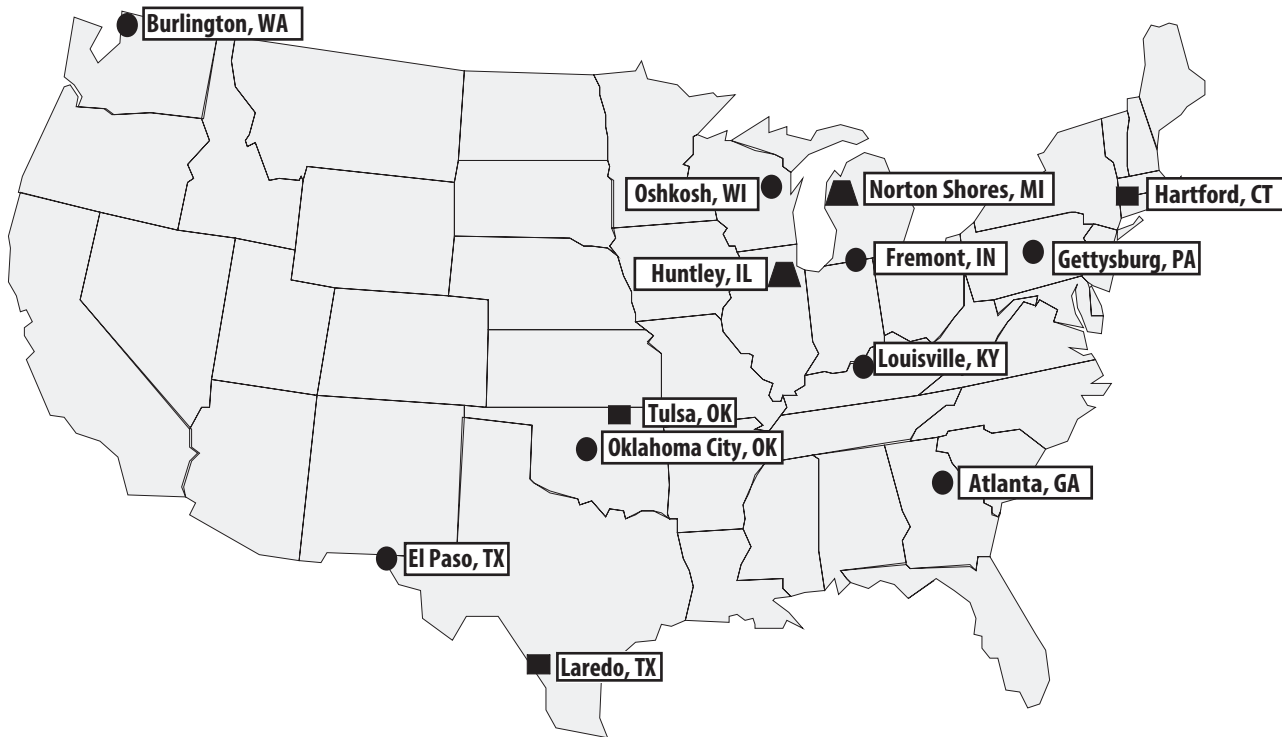 Burlington, WA
Oshkosh, WI
Norton Shores, MI
Hartford, CT
Huntley, IL
Fremont, IN
Gettysburg, PA
Louisville, KY
Tulsa, OK
Oklahoma City, OK
Atlanta, GA
El Paso, TX
Laredo, TX